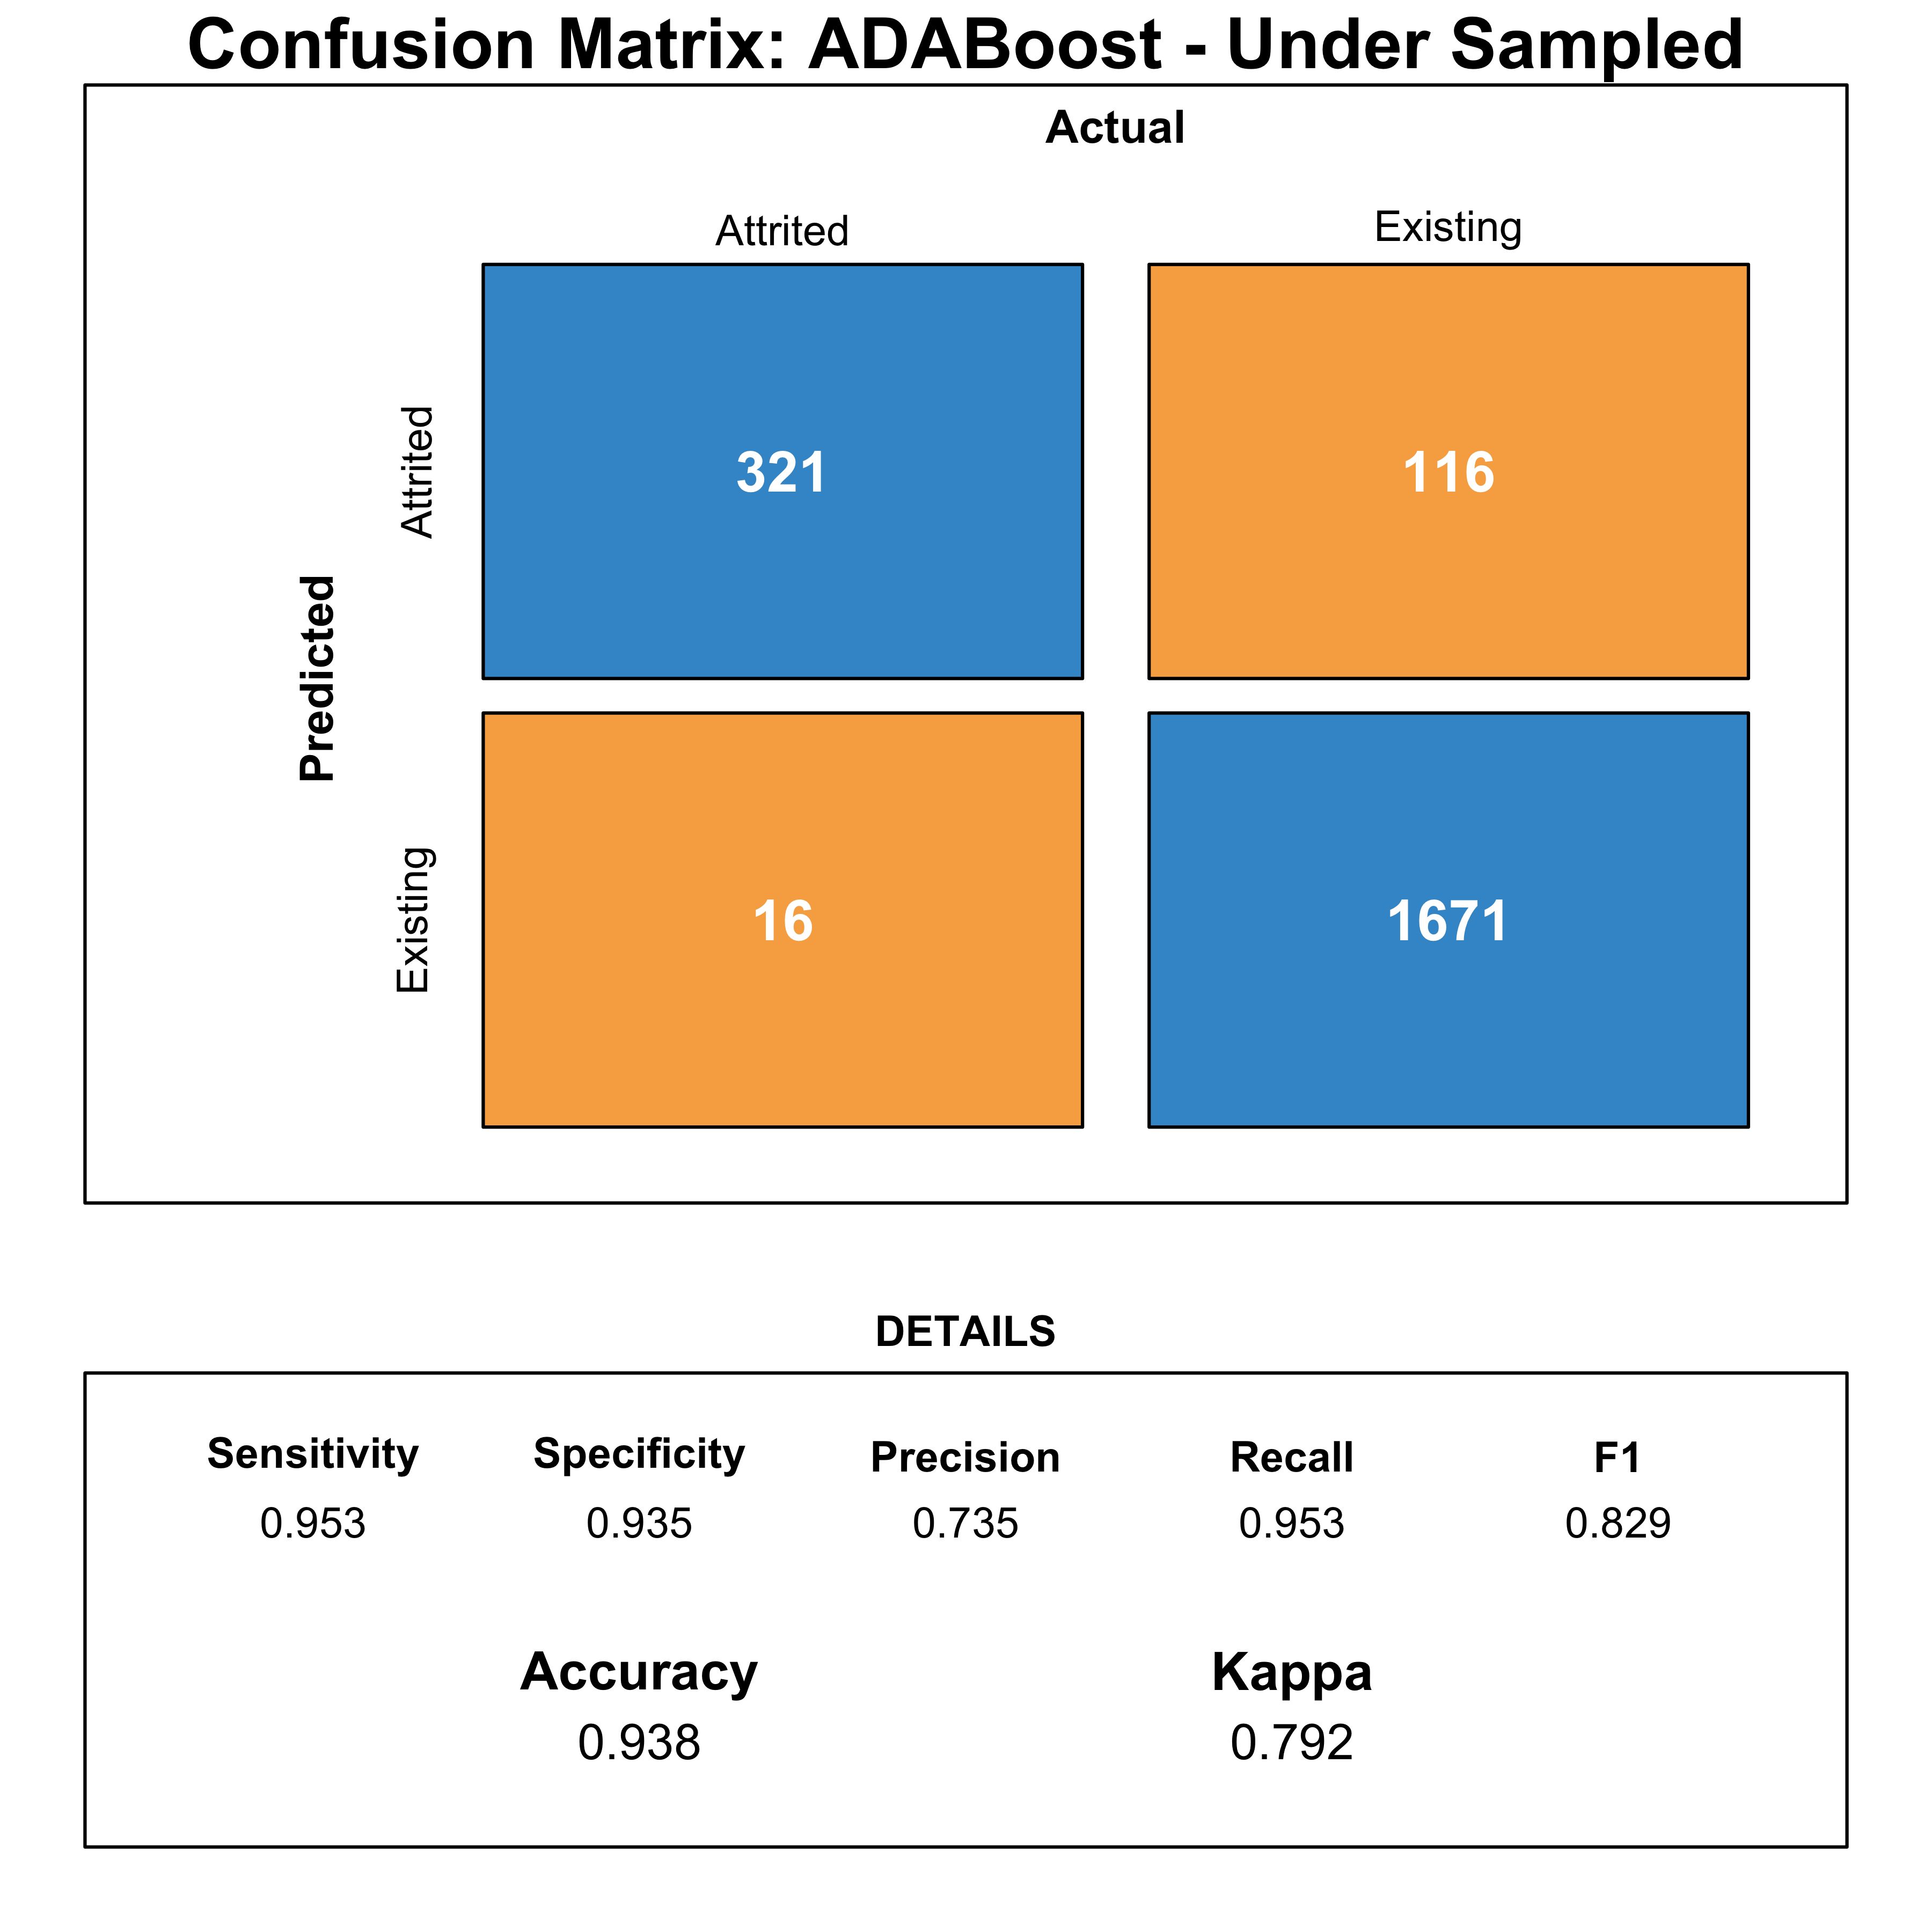 Confusion Matrix: ADABoost - Under Sampled
Actual
Attrited Existing
Predicted
Attrited
321 116
Existing
16 1671
DETAILS
Sensitivity Specificity Precision Recall F1
0.953 0.935 0.735 0.953 0.829
Accuracy Kappa
0.938 0.792